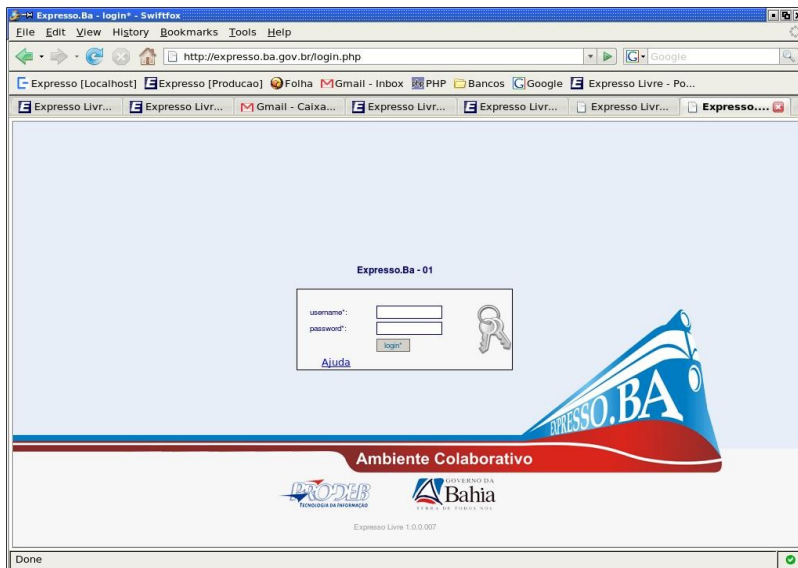 Expresso.Ba - login* - Swiftfox
File Edit View History Bookmarks Tools Help
http://expresso.ba.gov.br/login.php
Google
Expresso [Localhost] Expresso [Producao] Folha Gmail - Inbox PHP Bancos Google Expresso Livre - Po...
Expresso Livr... Expresso Livr... Gmail - Caixa... Expresso Livr... Expresso Livr... Expresso Livr... Expresso....
Expresso.Ba - 01
username*:
password*:
login*
Ajuda
EXPRESSO.BA
Ambiente Colaborativo
PRODEB
TECNOLOGIA DA INFORMAÇÃO
GOVERNO DA
Bahia
TERRA DE TODOS NÓS
Expresso Livre 1.0.0.007
Done